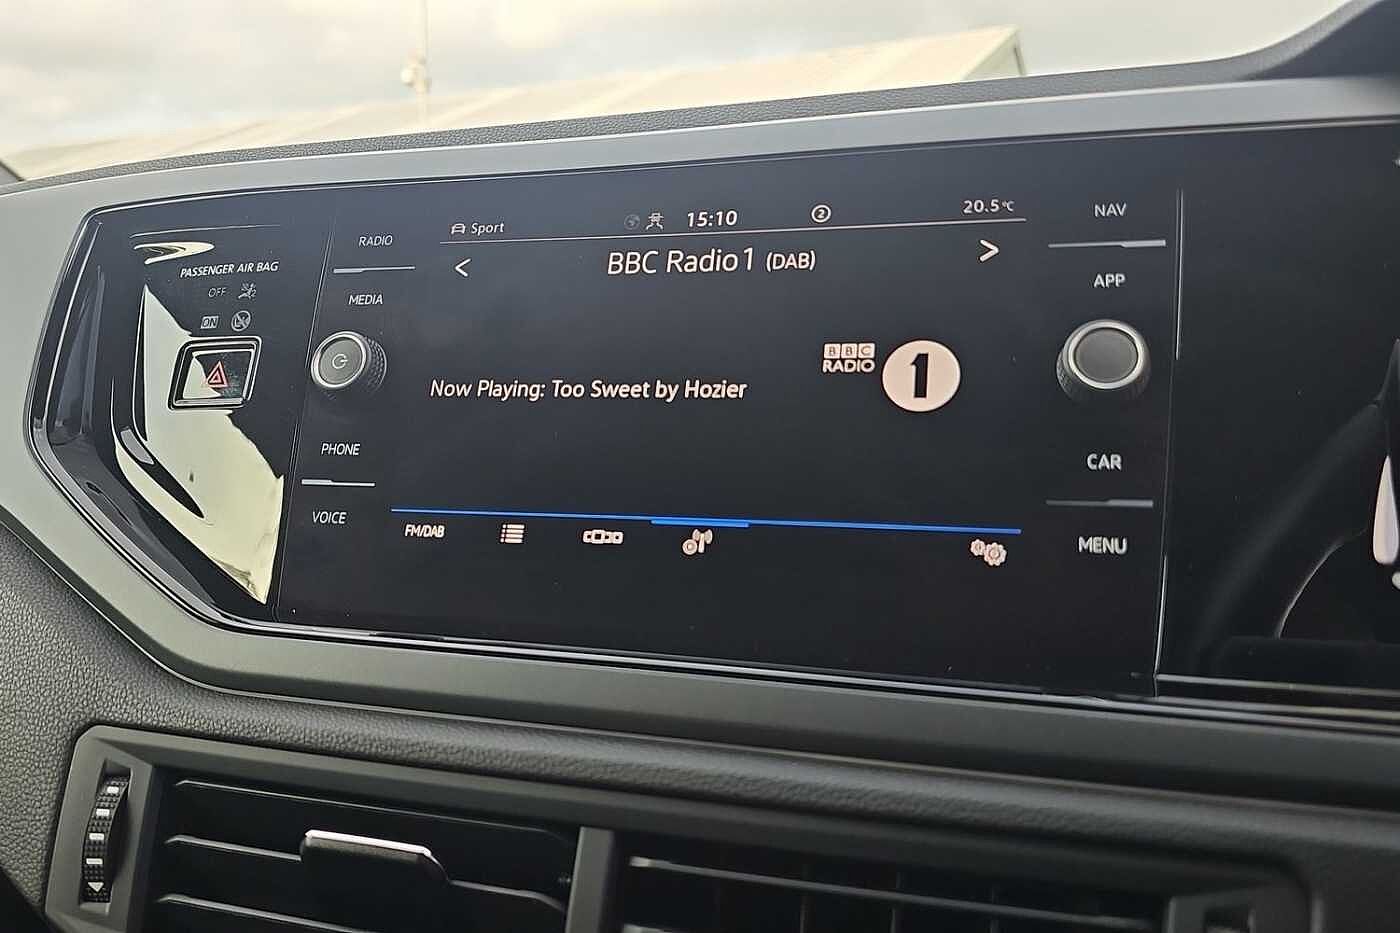 Sport
15:10
2
20.5°C
NAV
RADIO
BBC Radio 1 (DAB)
<
>
PASSENGER AIR BAG
OFF
ON
MEDIA
APP
BBC
RADIO
1
Now Playing: Too Sweet by Hozier
PHONE
CAR
VOICE
FM/DAB
MENU